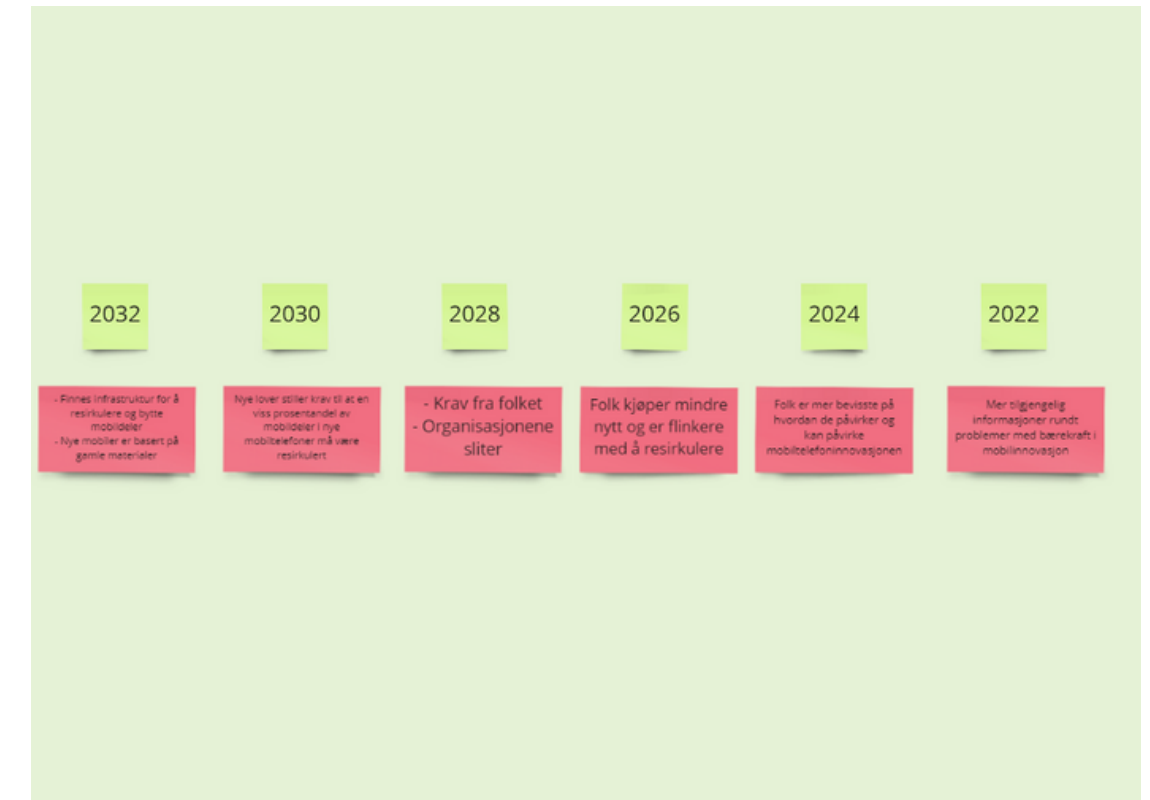 2032
2030
2028
2026
2024
2022
- Finnes infrastruktur for å
resirkulere og bytte
mobildeler
- Nye mobiler er basert på
gamle materialer
Nye lover stiller krav til at en
viss prosentandel av
mobildeler i nye
mobiltelefoner må være
resirkulert
- Krav fra folket
- Organisasjonene
sliter
Folk kjøper mindre
nytt og er flinkere
med å resirkulere
Folk er mer bevisste på
hvordan de påvirker og
kan påvirke
mobiltelefoninnovasjonen
Mer tilgjengelig
informasjoner rundt
problemer med bærekraft i
mobilinnovasjon